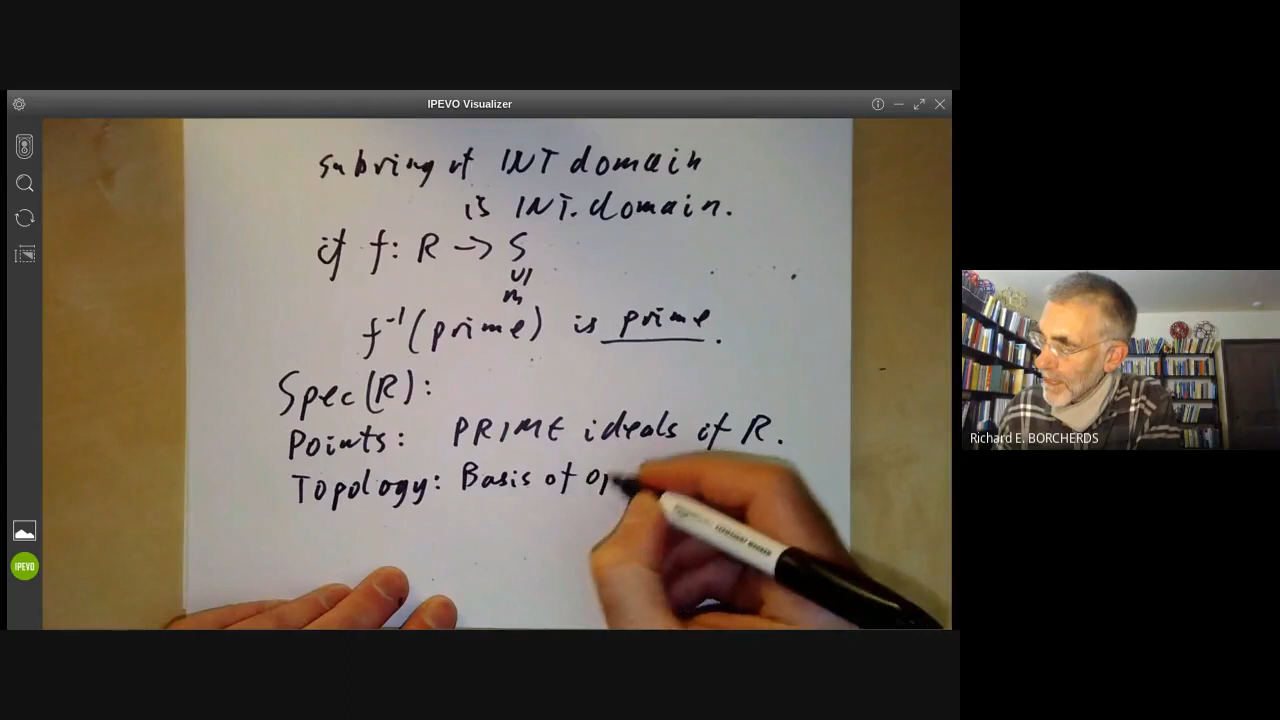 IPEVO Visualizer
subring of INT domain
is INT. domain.
if f: R → S
UI
m
f⁻¹(prime) is prime.
Spec(R):
Points: PRIME ideals of R.
Topology: Basis of op
Richard E. BORCHERDS
IPEVO